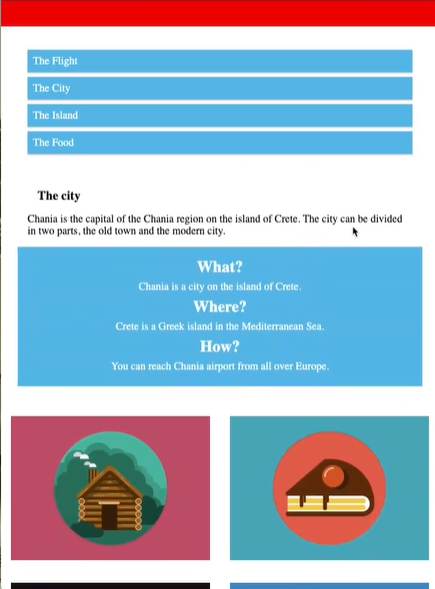 The Flight
The City
The Island
The Food
The city
Chania is the capital of the Chania region on the island of Crete. The city can be divided
in two parts, the old town and the modern city.
What?
Chania is a city on the island of Crete.
Where?
Crete is a Greek island in the Mediterranean Sea.
How?
You can reach Chania airport from all over Europe.